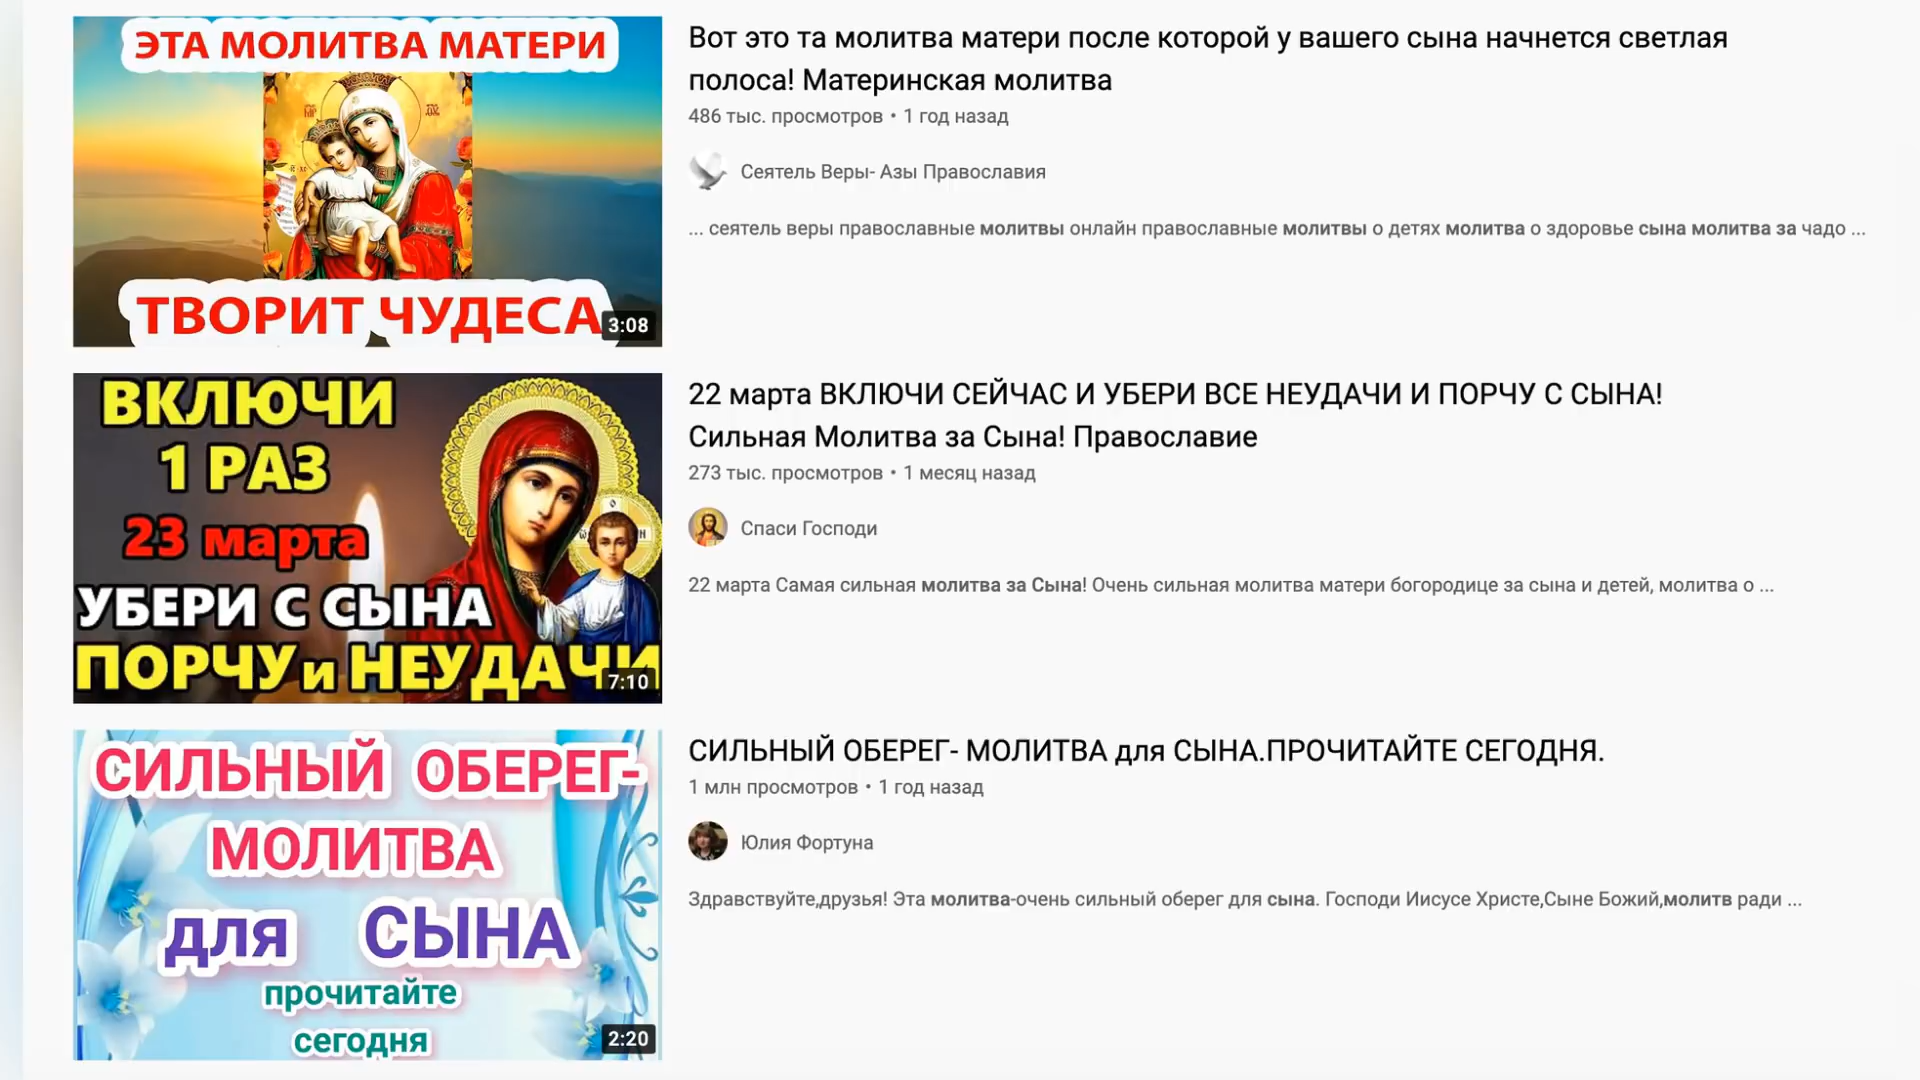 ЭТА МОЛИТВА МАТЕРИ
ТВОРИТ ЧУДЕСА
3:08
Вот это та молитва матери после которой у вашего сына начнется светлая
полоса! Материнская молитва
486 тыс. просмотров • 1 год назад
Сеятель Веры- Азы Православия
... сеятель веры православные молитвы онлайн православные молитвы о детях молитва о здоровье сына молитва за чадо ...
ВКЛЮЧИ
1 РАЗ
23 марта
УБЕРИ С СЫНА
ПОРЧУ и НЕУДАЧИ
7:10
22 марта ВКЛЮЧИ СЕЙЧАС И УБЕРИ ВСЕ НЕУДАЧИ И ПОРЧУ С СЫНА!
Сильная Молитва за Сына! Православие
273 тыс. просмотров • 1 месяц назад
Спаси Господи
22 марта Самая сильная молитва за Сына! Очень сильная молитва матери богородице за сына и детей, молитва о ...
СИЛЬНЫЙ ОБЕРЕГ-
МОЛИТВА
для СЫНА
прочитайте
сегодня
2:20
СИЛЬНЫЙ ОБЕРЕГ- МОЛИТВА для СЫНА.ПРОЧИТАЙТЕ СЕГОДНЯ.
1 млн просмотров • 1 год назад
Юлия Фортуна
Здравствуйте,друзья! Эта молитва-очень сильный оберег для сына. Господи Иисусе Христе,Сыне Божий,молитв ради ...